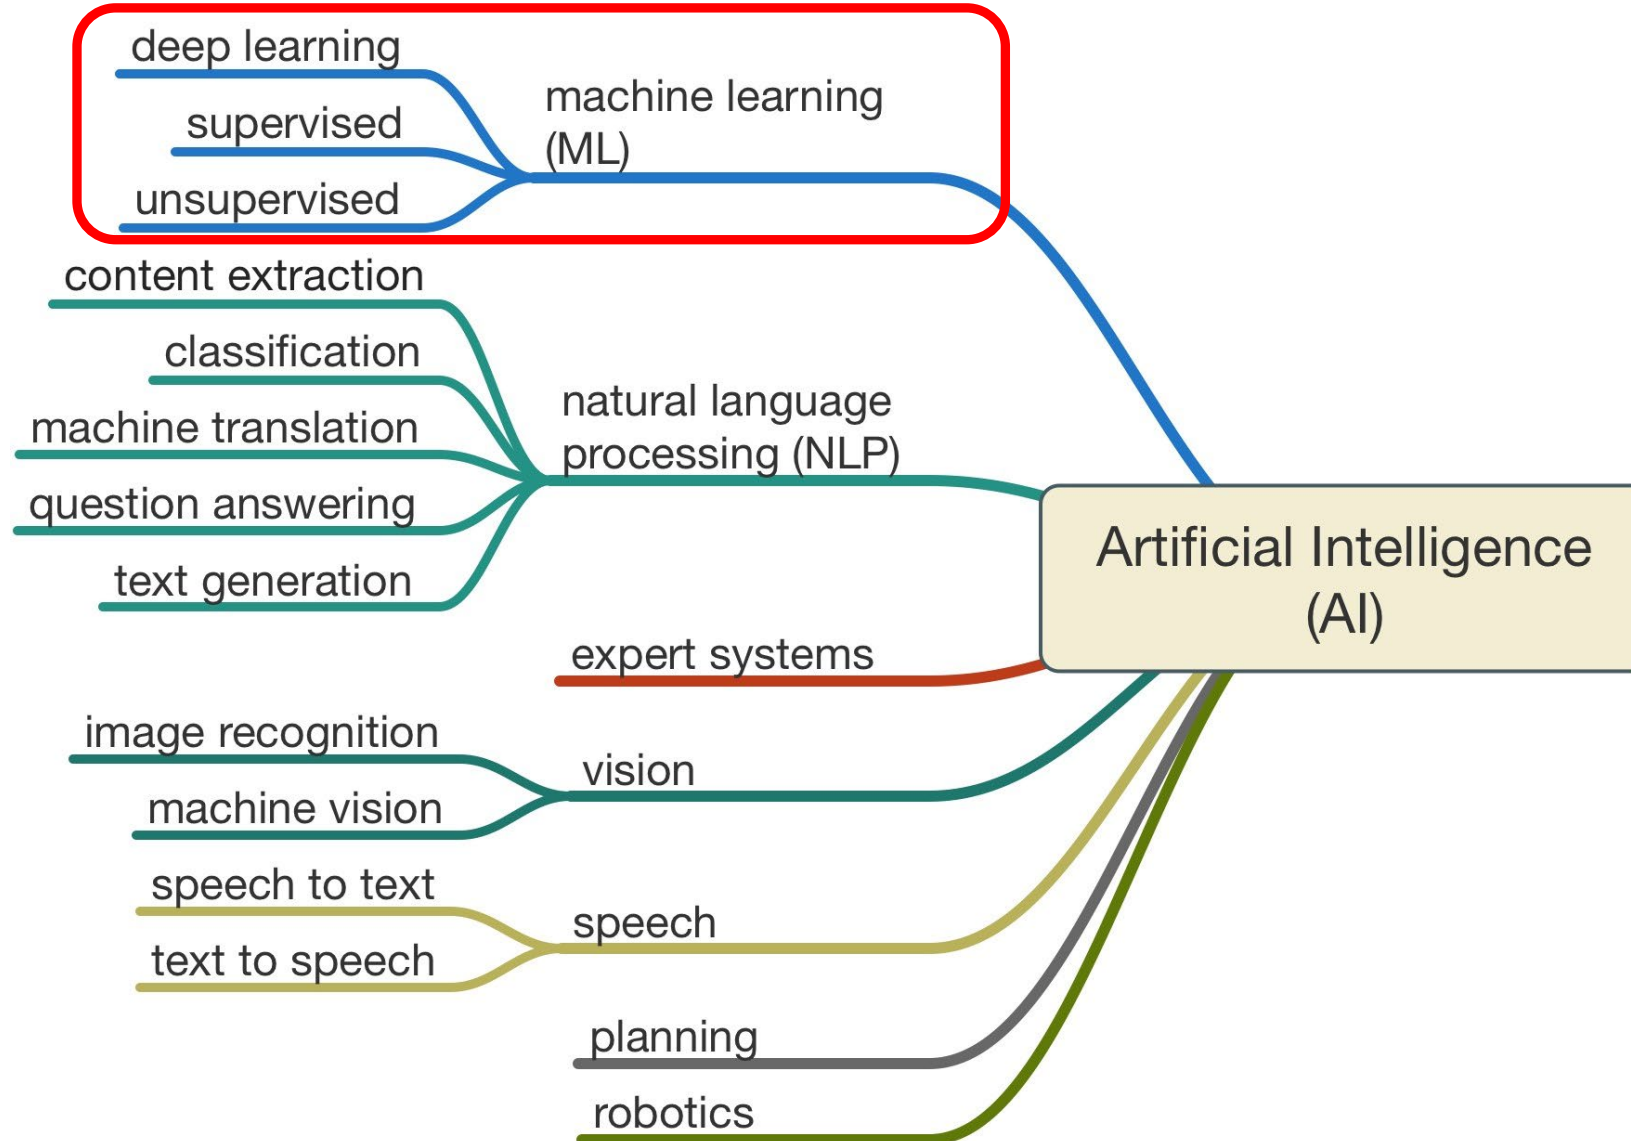 deep learning
supervised
unsupervised
machine learning
(ML)
content extraction
classification
machine translation
question answering
text generation
natural language
processing (NLP)
expert systems
image recognition
machine vision
vision
speech to text
text to speech
speech
planning
robotics
Artificial Intelligence
(AI)